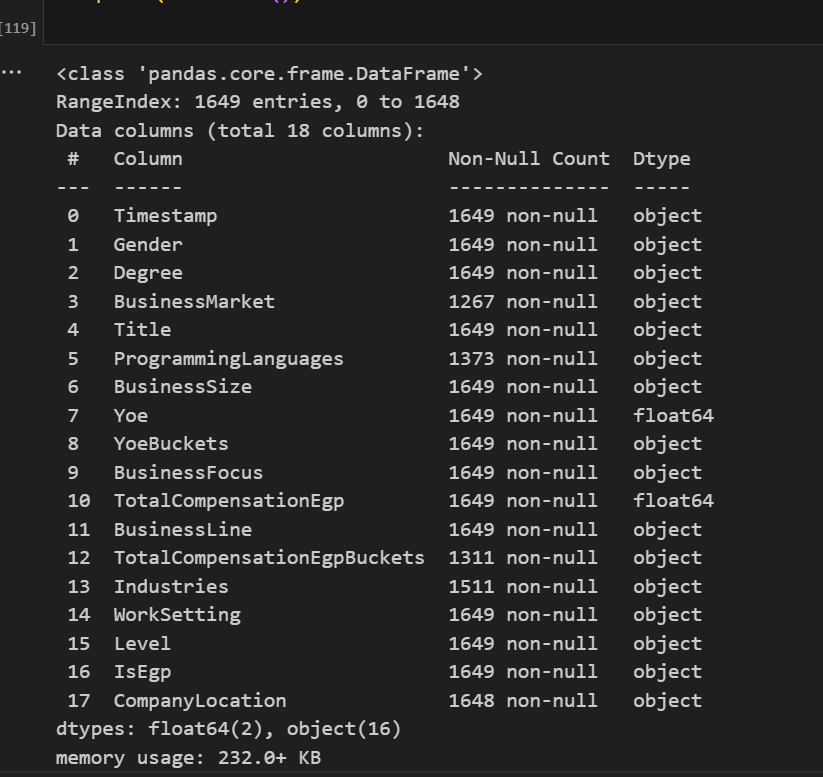 [119]
...
<class 'pandas.core.frame.DataFrame'>
RangeIndex: 1649 entries, 0 to 1648
Data columns (total 18 columns):
 #   Column                       Non-Null Count  Dtype
---  ------                       --------------  -----
 0   Timestamp                    1649 non-null   object
 1   Gender                       1649 non-null   object
 2   Degree                       1649 non-null   object
 3   BusinessMarket               1267 non-null   object
 4   Title                        1649 non-null   object
 5   ProgrammingLanguages         1373 non-null   object
 6   BusinessSize                 1649 non-null   object
 7   Yoe                          1649 non-null   float64
 8   YoeBuckets                   1649 non-null   object
 9   BusinessFocus                1649 non-null   object
 10  TotalCompensationEgp         1649 non-null   float64
 11  BusinessLine                 1649 non-null   object
 12  TotalCompensationEgpBuckets  1311 non-null   object
 13  Industries                   1511 non-null   object
 14  WorkSetting                  1649 non-null   object
 15  Level                        1649 non-null   object
 16  IsEgp                        1649 non-null   object
 17  CompanyLocation              1648 non-null   object
dtypes: float64(2), object(16)
memory usage: 232.0+ KB